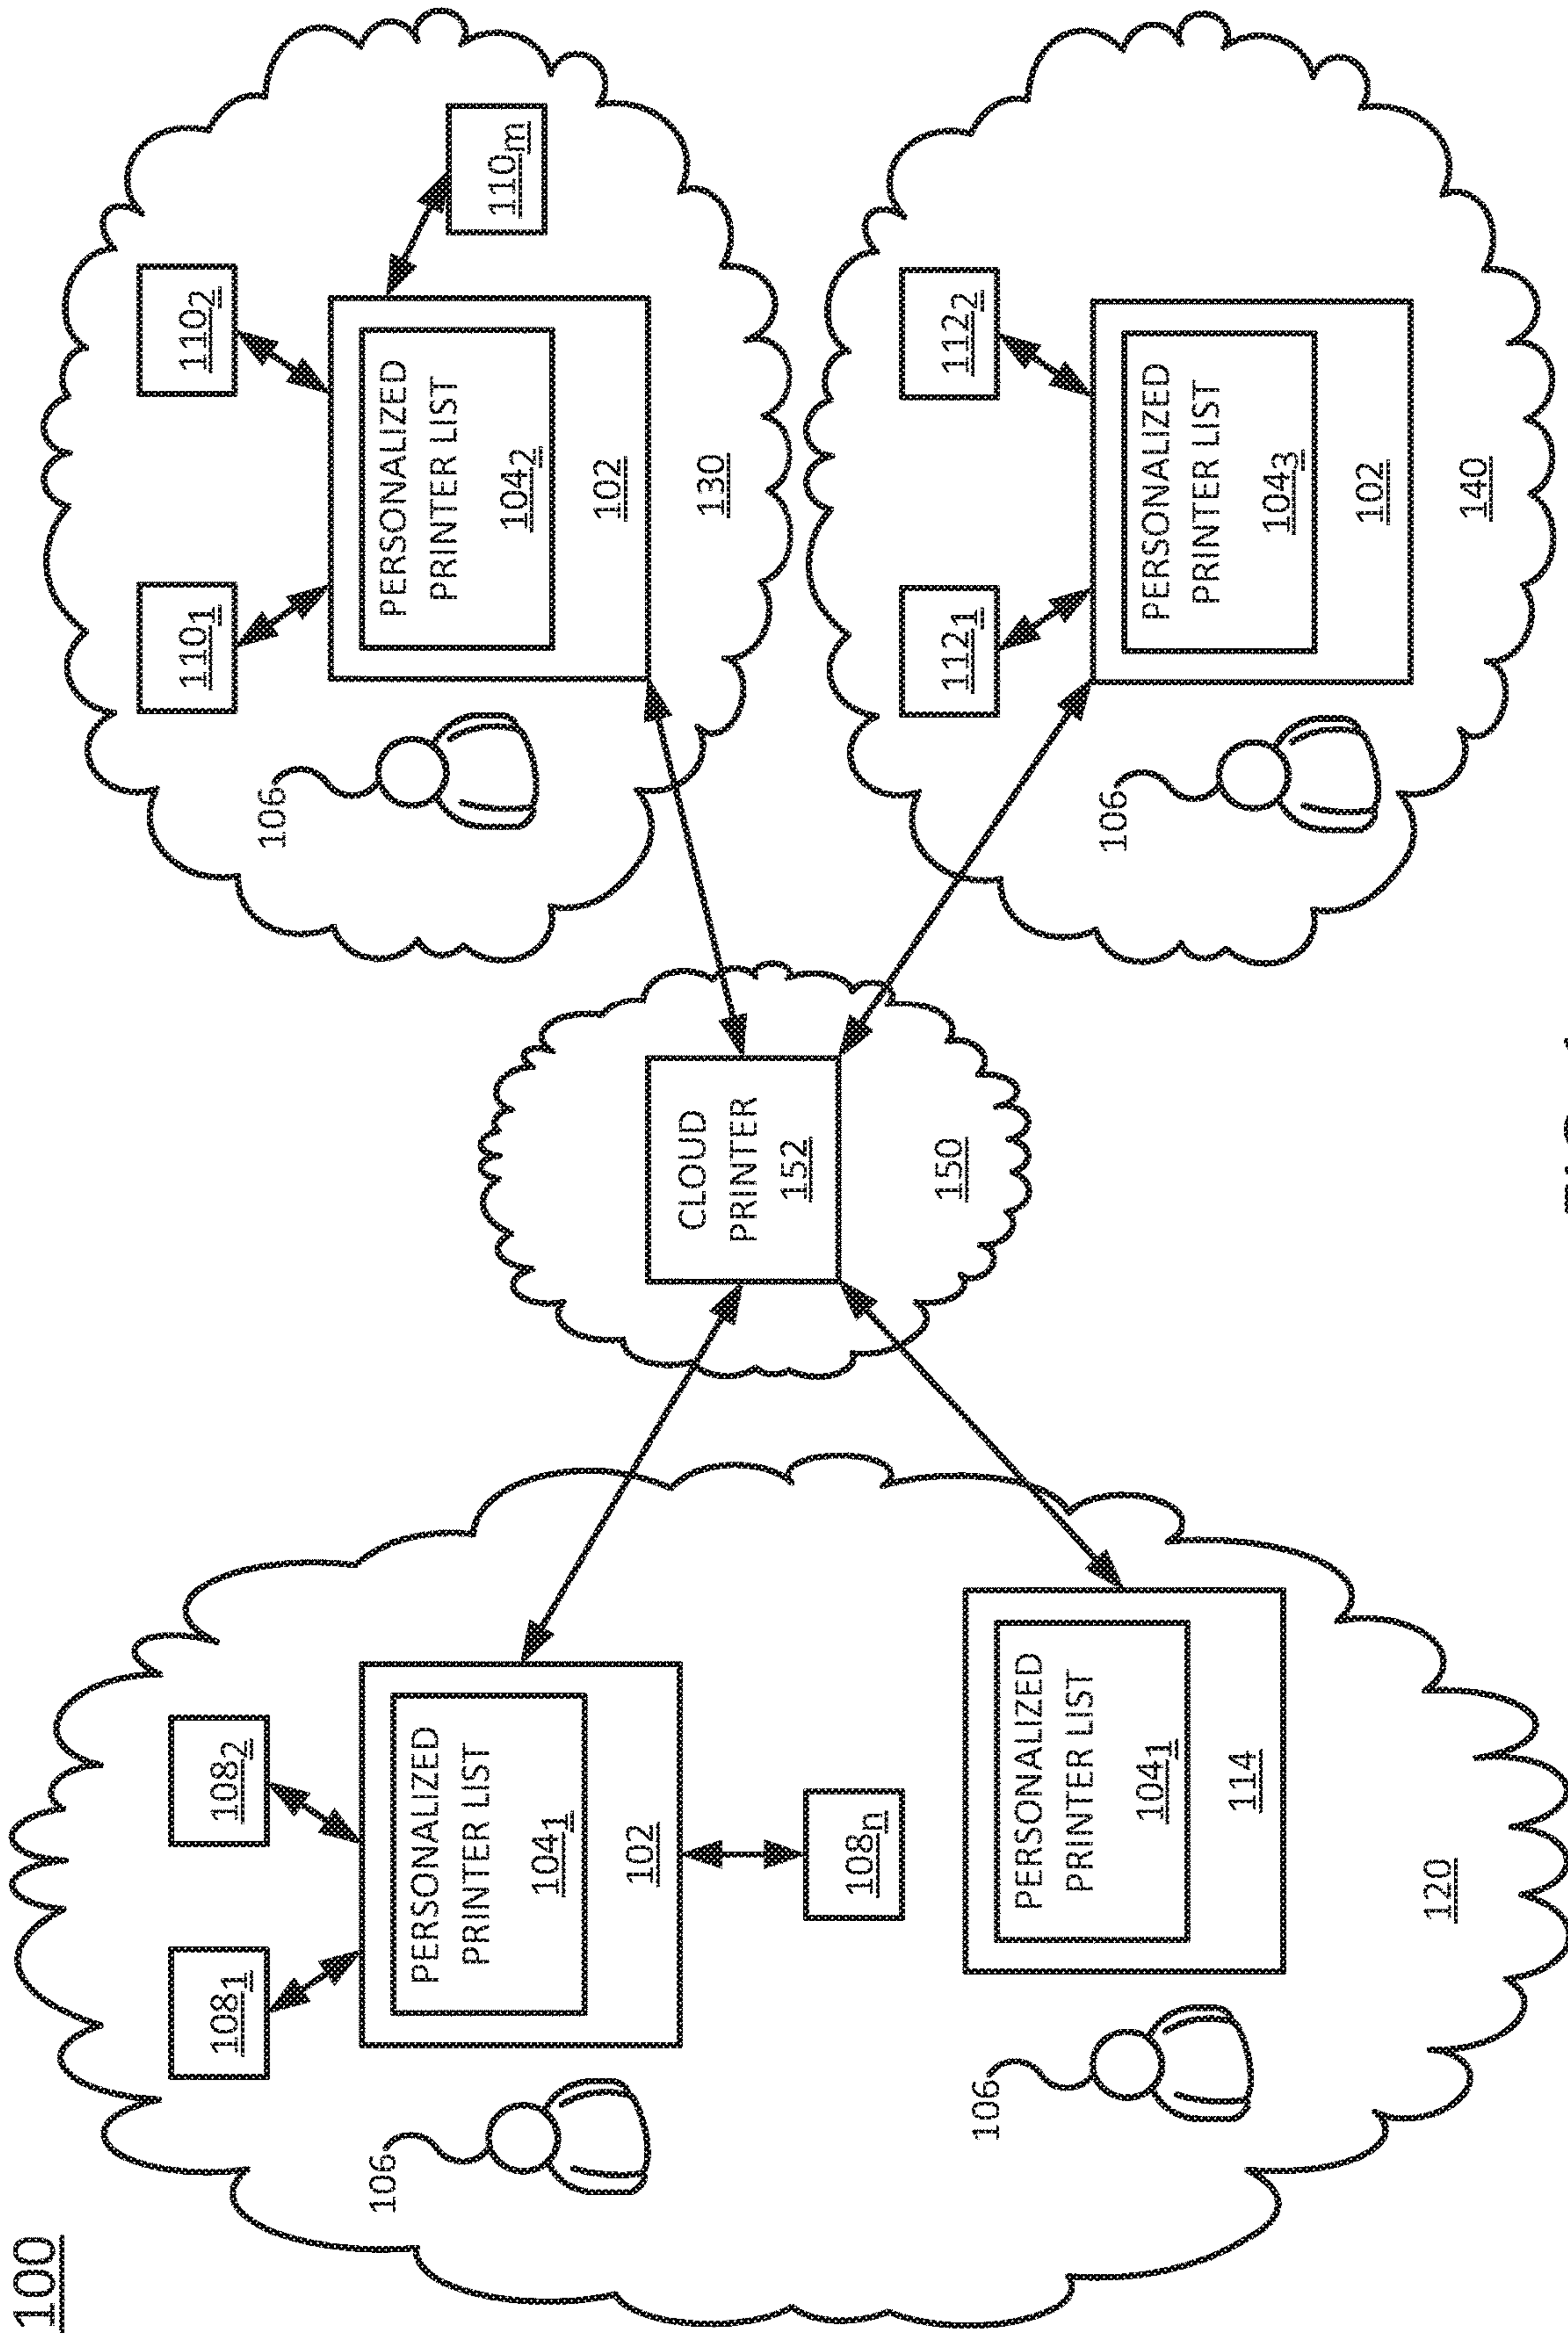 100
108₁
108₂
106
PERSONALIZED
PRINTER LIST
104₁
102
108ₙ
106
PERSONALIZED
PRINTER LIST
104₁
114
120
CLOUD
PRINTER
152
150
110₁
110₂
110ₘ
106
PERSONALIZED
PRINTER LIST
104₂
102
130
112₁
112₂
106
PERSONALIZED
PRINTER LIST
104₃
102
140